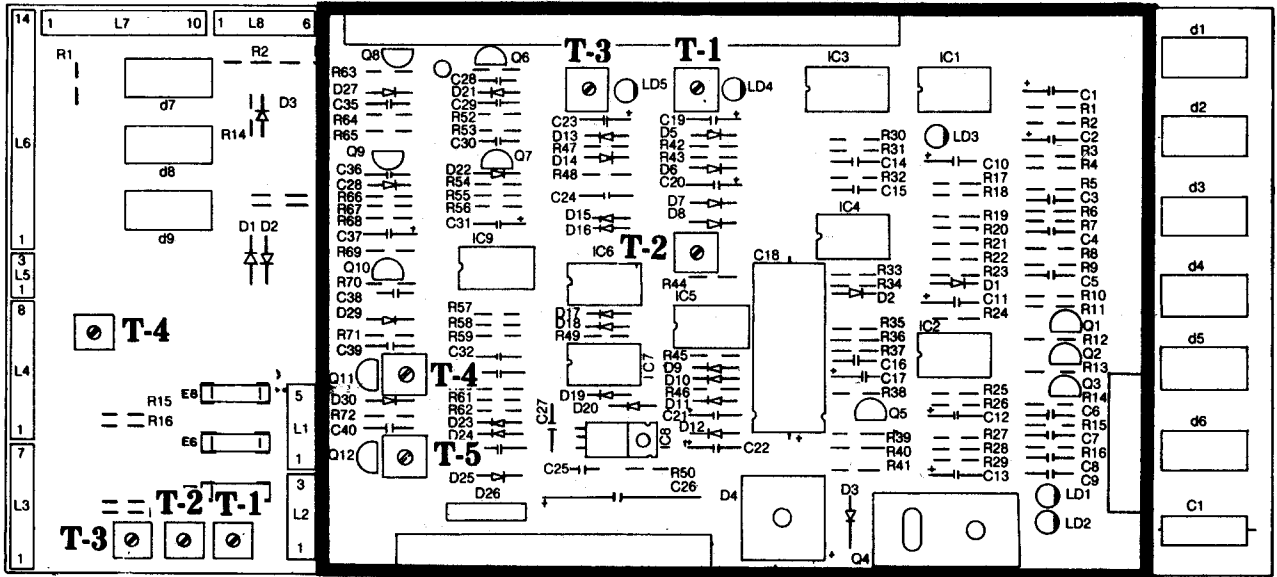 14
1 L7 10
1 L8 6
R1
R2
d7
D3
L6
R14
d8
d9
1
D1 D2
3
L5
1
8
T-4
L4
1
E8
R15
R16
5
L1
1
E6
7
L3
1
3
L2
1
T-2 T-1
T-3
Q8
R63
D27
C35
R64
R65
Q9
C36
C28
R66
R67
R68
C37
R69
Q10
R70
C38
D29
R71
C39
Q11
T-4
D30
R72
C40
Q12
T-5
Q6
C28
D21
C29
R52
R53
C30
Q7
D22
R54
R55
R56
C31
IC9
R57
R58
R59
C32
R61
R62
D23
D24
D25
D26
T-3
LD5
C23
D13
R47
D14
R48
C24
D15
D16
IC6
D17
D18
R49
IC7
D19
D20
C27
IC8
C25
R50
C26
T-1
LD4
C19
D5
R42
R43
D6
C20
D7
D8
T-2
R44
IC5
R45
D9
D10
R46
D11
C21
D12
C22
C18
D4
IC3
R30
R31
C14
R32
C15
IC4
R33
R34
D2
R35
R36
R37
C16
C17
R38
Q5
R39
R40
R41
D3
Q4
IC1
LD3
C10
R17
R18
R19
R20
R21
R22
R23
D1
C11
R24
IC2
R25
R26
C12
R27
R28
R29
C13
C1
R1
R2
C2
R3
R4
R5
C3
R6
R7
C4
R8
R9
C5
R10
R11
Q1
R12
Q2
R13
Q3
R14
C6
R15
C7
R16
C8
C9
LD1
LD2
d1
d2
d3
d4
d5
d6
C1